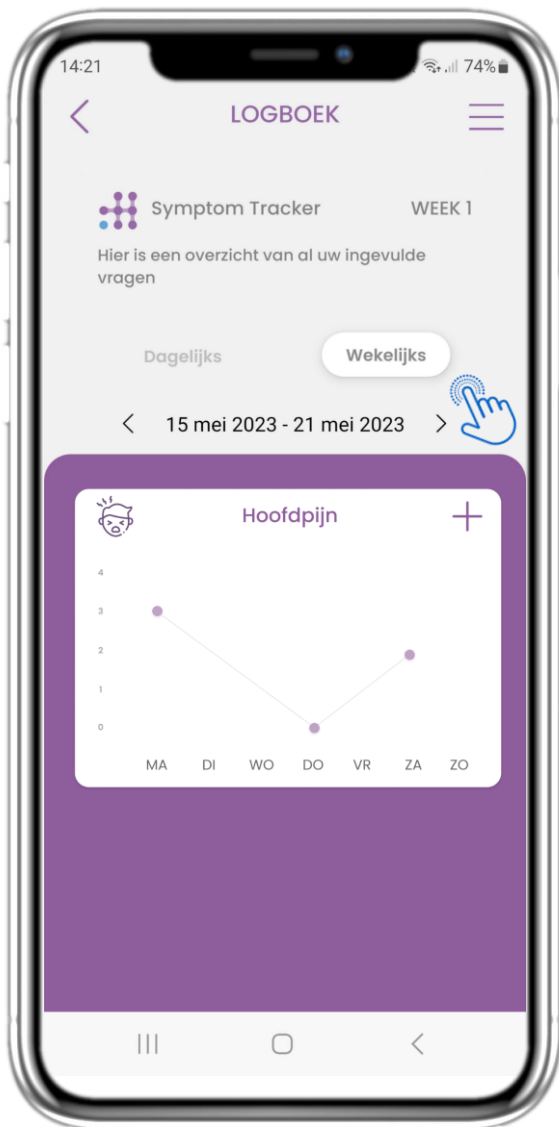 14:21 74%
LOGBOEK
Symptom Tracker WEEK 1
Hier is een overzicht van al uw ingevulde
vragen
Dagelijks Wekelijks
15 mei 2023 - 21 mei 2023
Hoofdpijn
4
3
2
1
0
MA DI WO DO VR ZA ZO